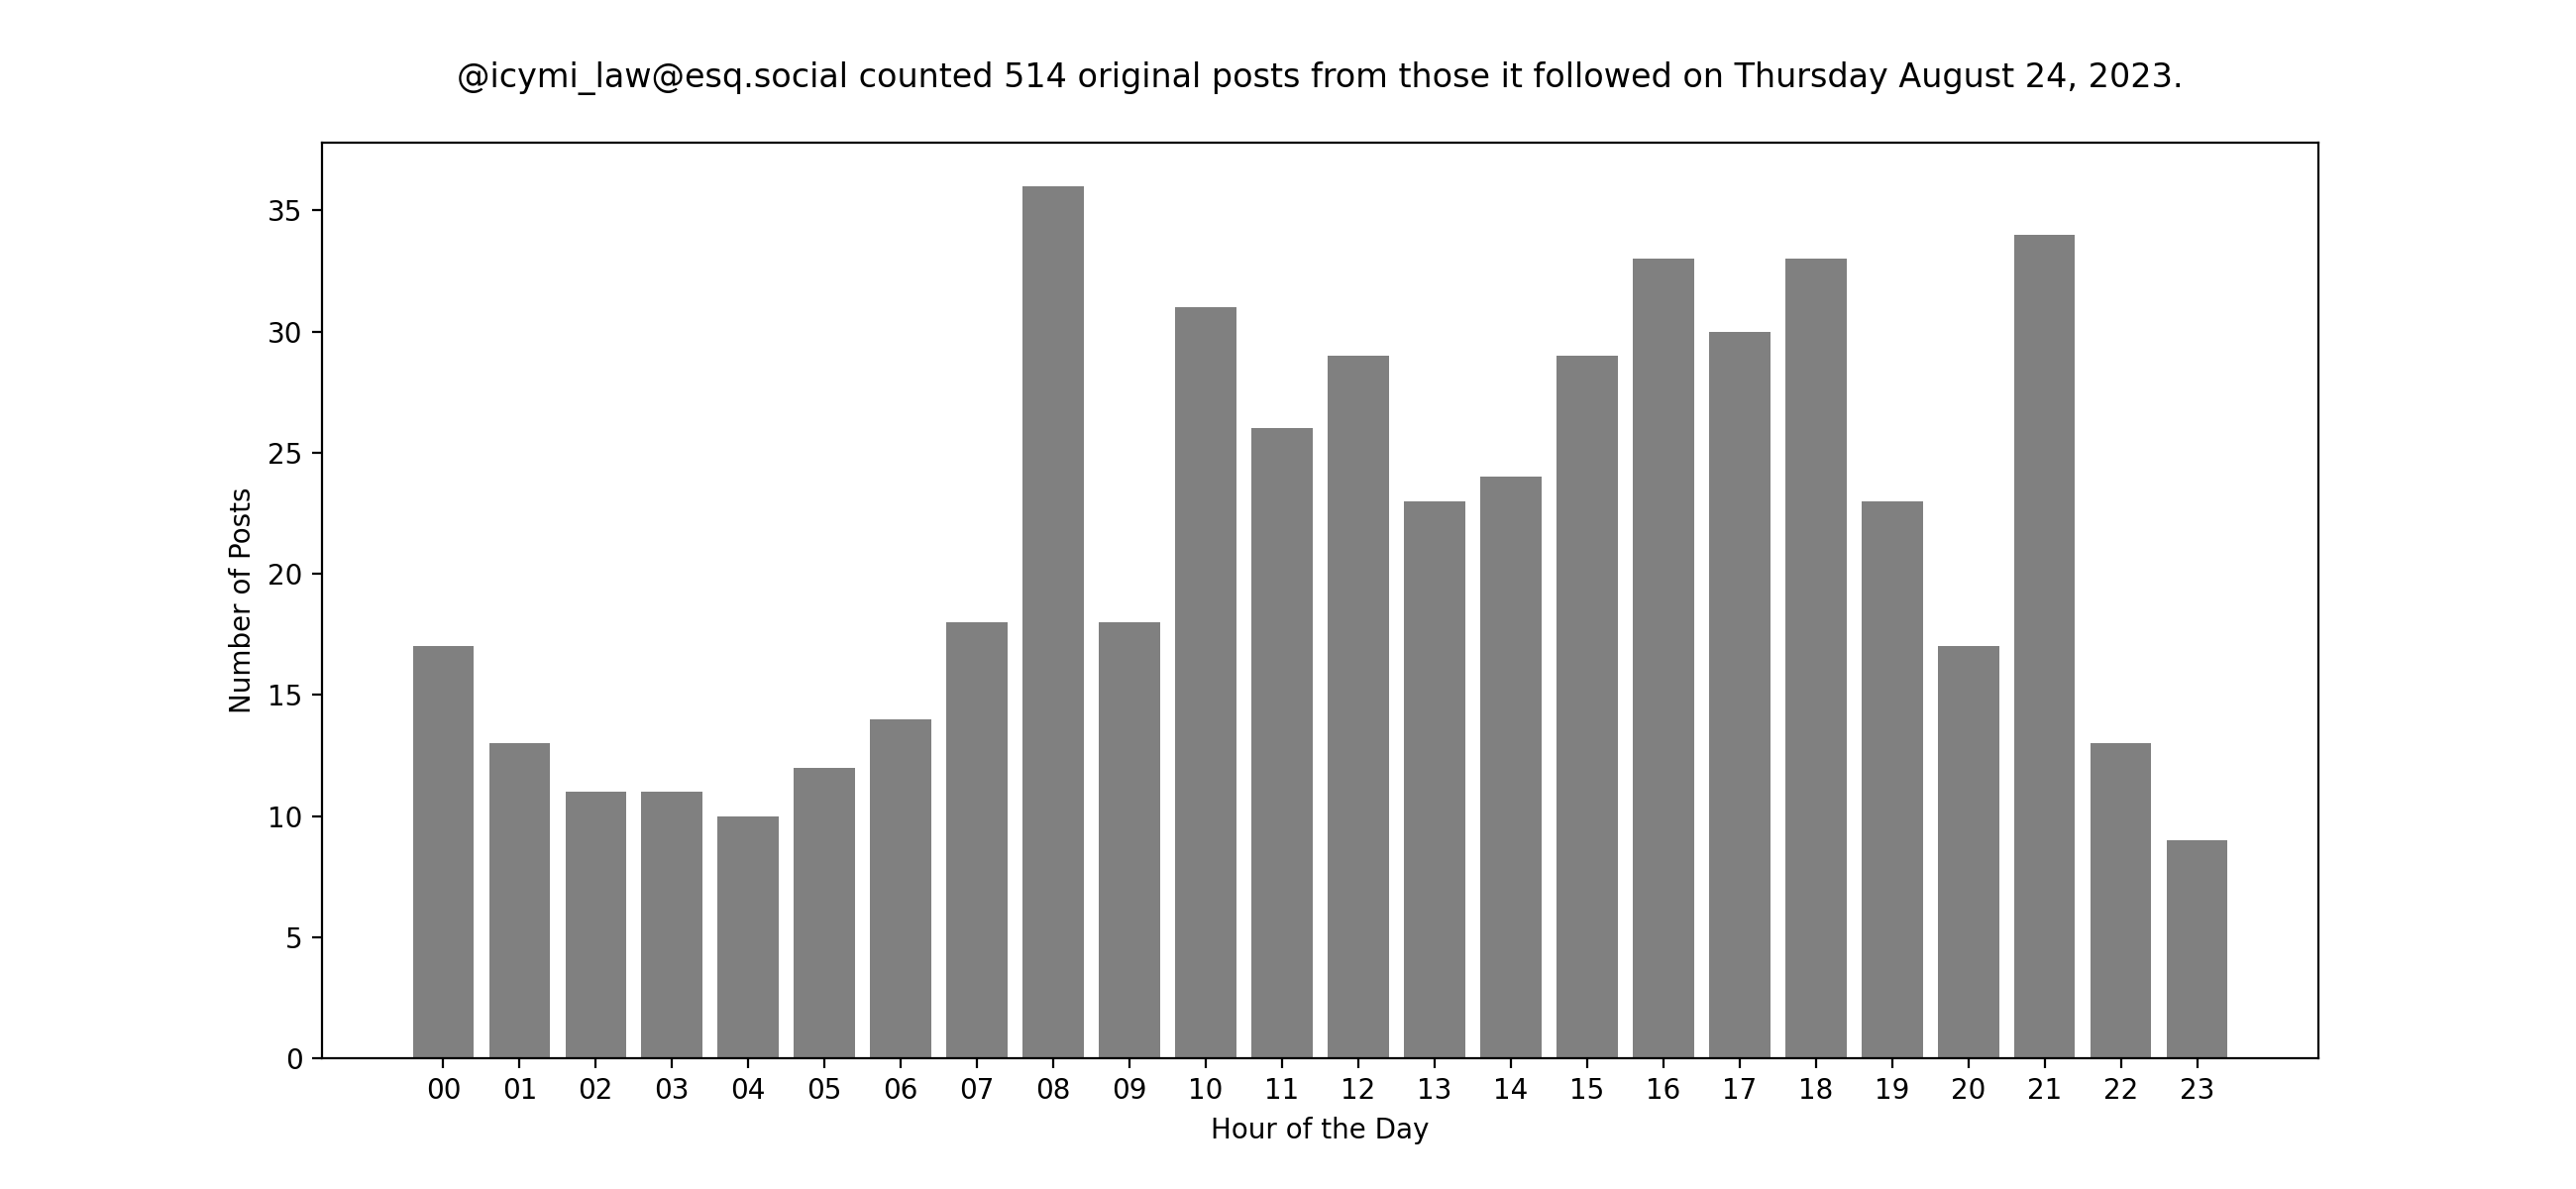 @icymi_law@esq.social counted 514 original posts from those it followed on Thursday August 24, 2023.
35
30
25
20
15
10
5
0
Number of Posts
00 01 02 03 04 05 06 07 08 09 10 11 12 13 14 15 16 17 18 19 20 21 22 23
Hour of the Day